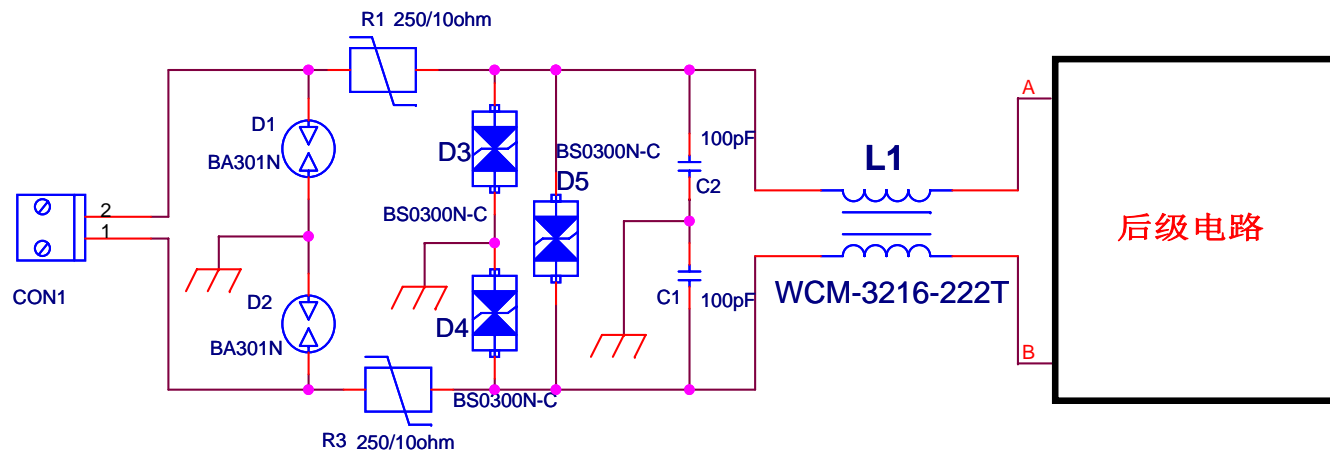 R1 250/10ohm
A
D1
BA301N
D3
BS0300N-C
100pF
L1
D5
C2
2
1
BS0300N-C
后级电路
CON1
D2
C1
100pF
WCM-3216-222T
D4
BA301N
B
BS0300N-C
R3 250/10ohm